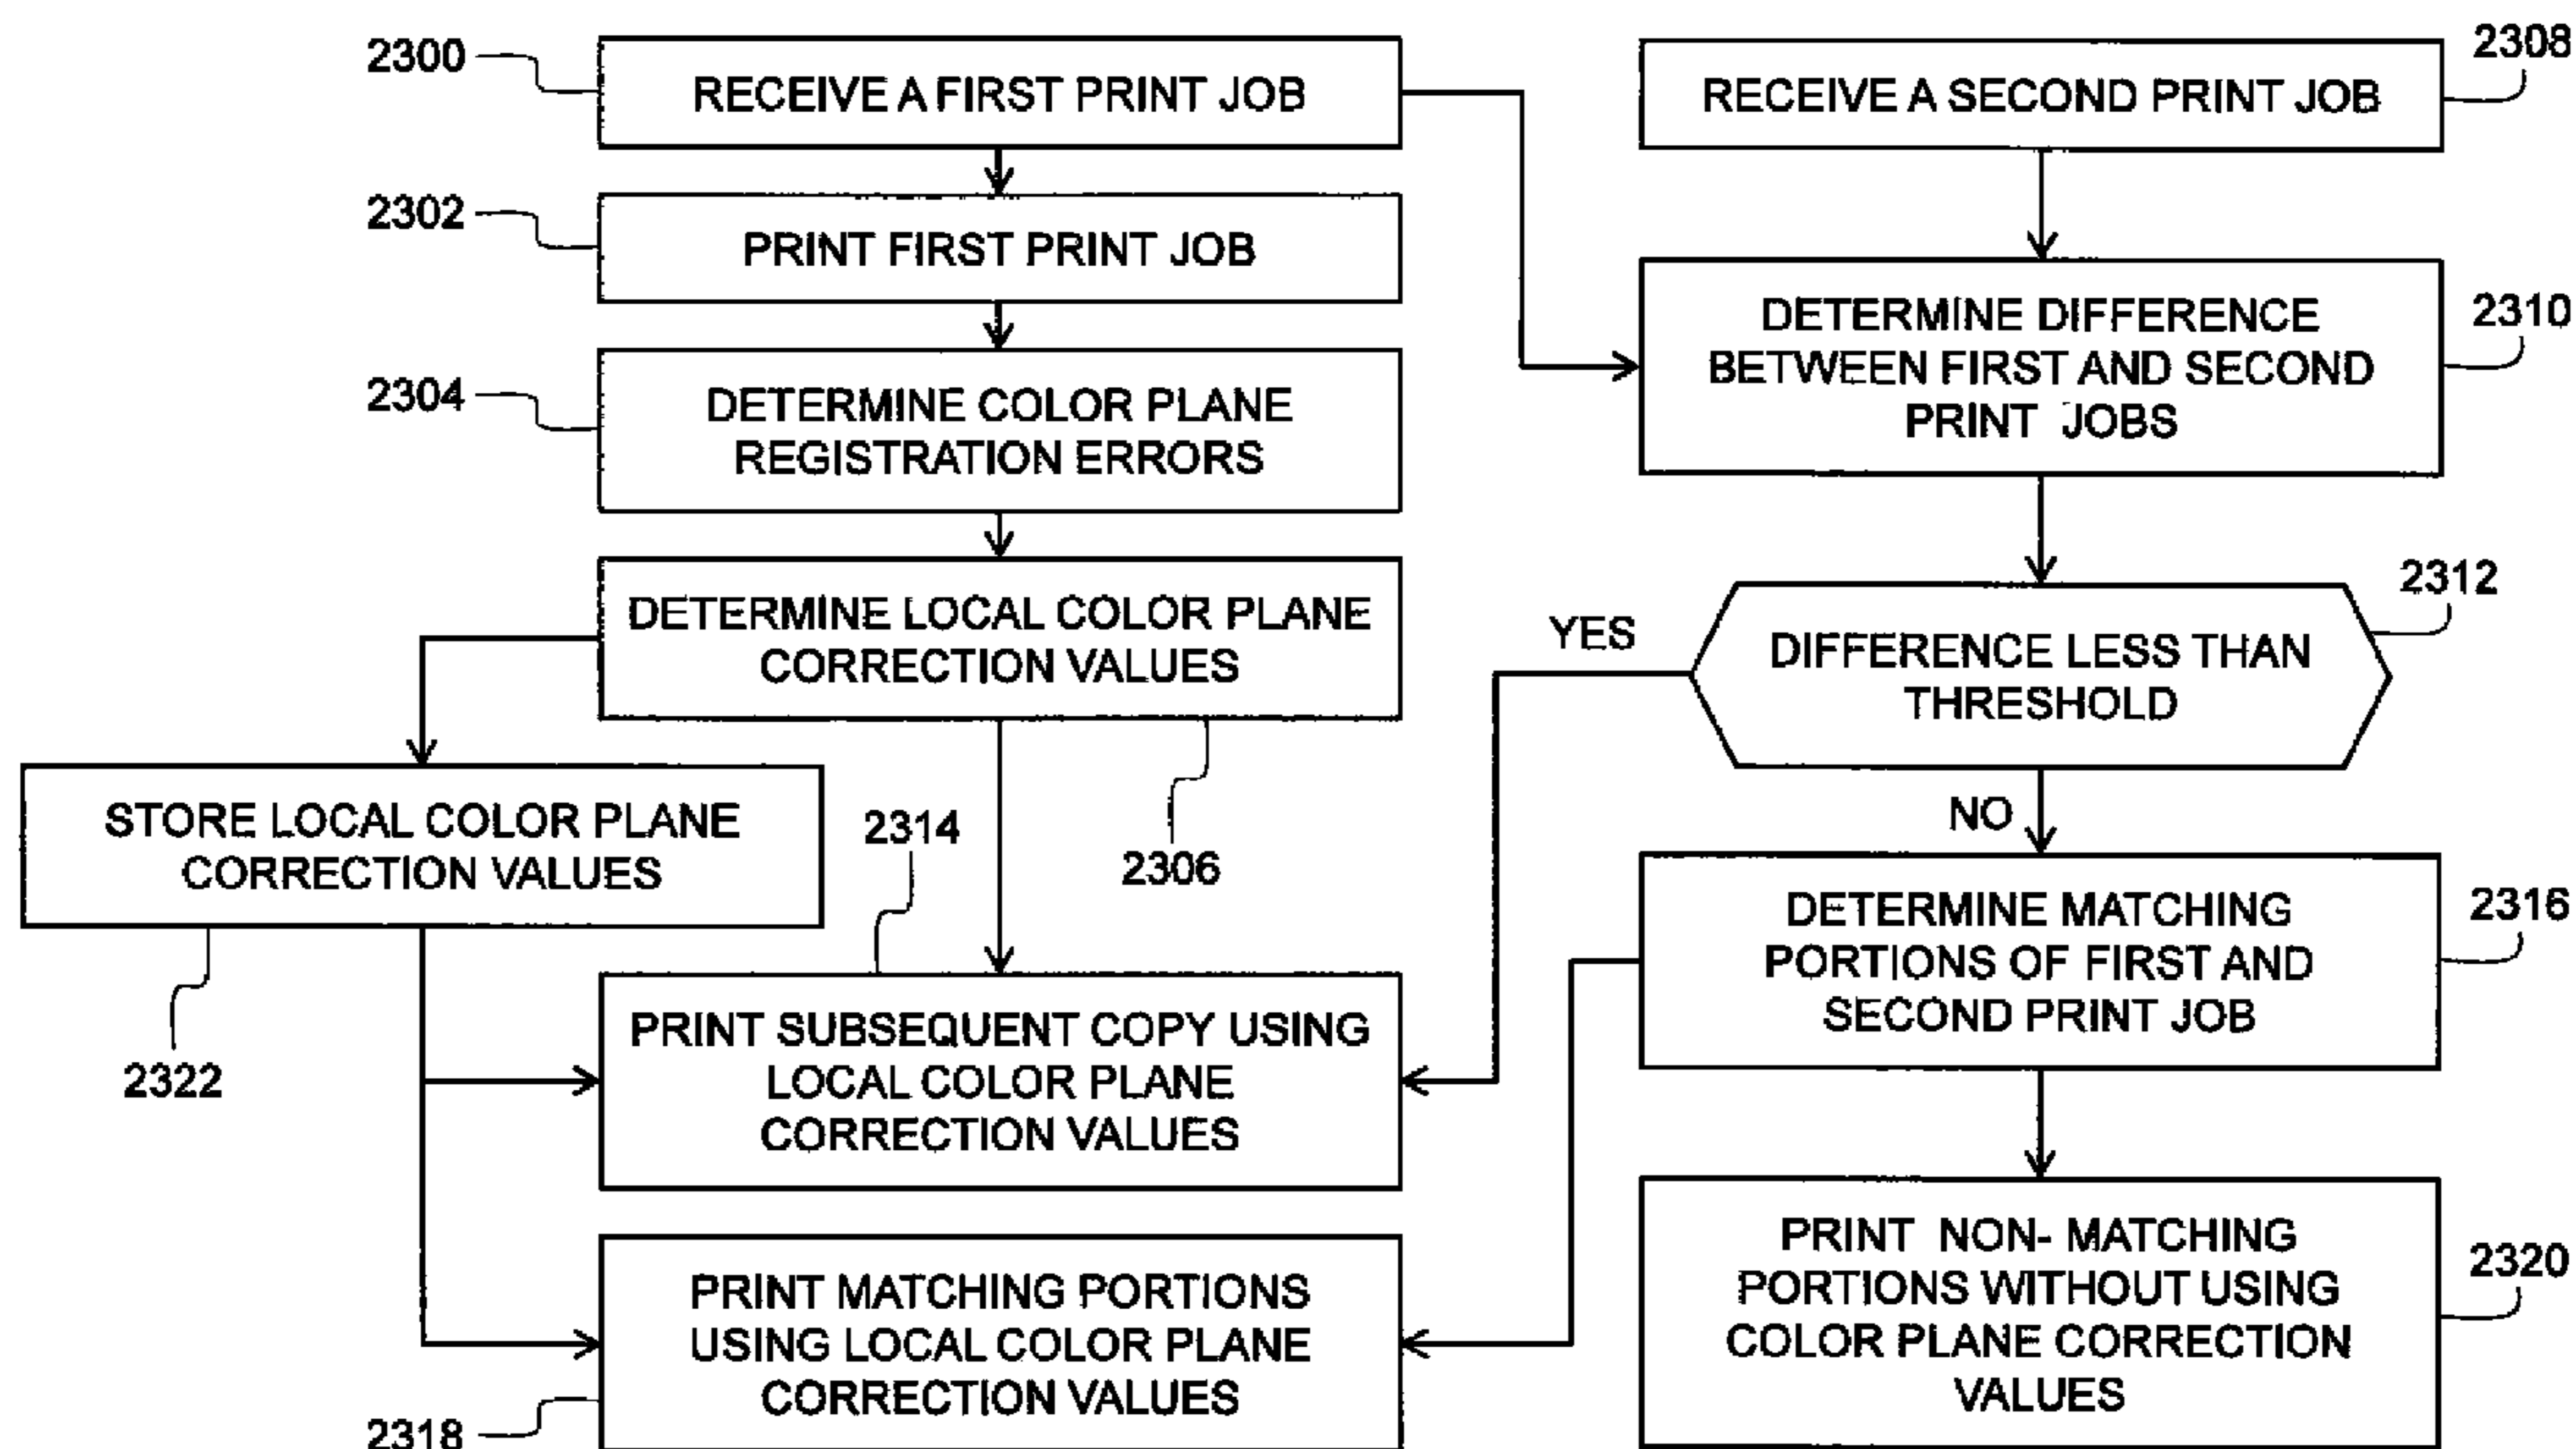 2300
RECEIVE A FIRST PRINT JOB
2302
PRINT FIRST PRINT JOB
2304
DETERMINE COLOR PLANE
REGISTRATION ERRORS
DETERMINE LOCAL COLOR PLANE
CORRECTION VALUES
2306
STORE LOCAL COLOR PLANE
CORRECTION VALUES
2322
2314
PRINT SUBSEQUENT COPY USING
LOCAL COLOR PLANE
CORRECTION VALUES
PRINT MATCHING PORTIONS
USING LOCAL COLOR PLANE
CORRECTION VALUES
2318
RECEIVE A SECOND PRINT JOB
2308
DETERMINE DIFFERENCE
BETWEEN FIRST AND SECOND
PRINT JOBS
2310
2312
YES
DIFFERENCE LESS THAN
THRESHOLD
NO
DETERMINE MATCHING
PORTIONS OF FIRST AND
SECOND PRINT JOB
2316
PRINT NON- MATCHING
PORTIONS WITHOUT USING
COLOR PLANE CORRECTION
VALUES
2320